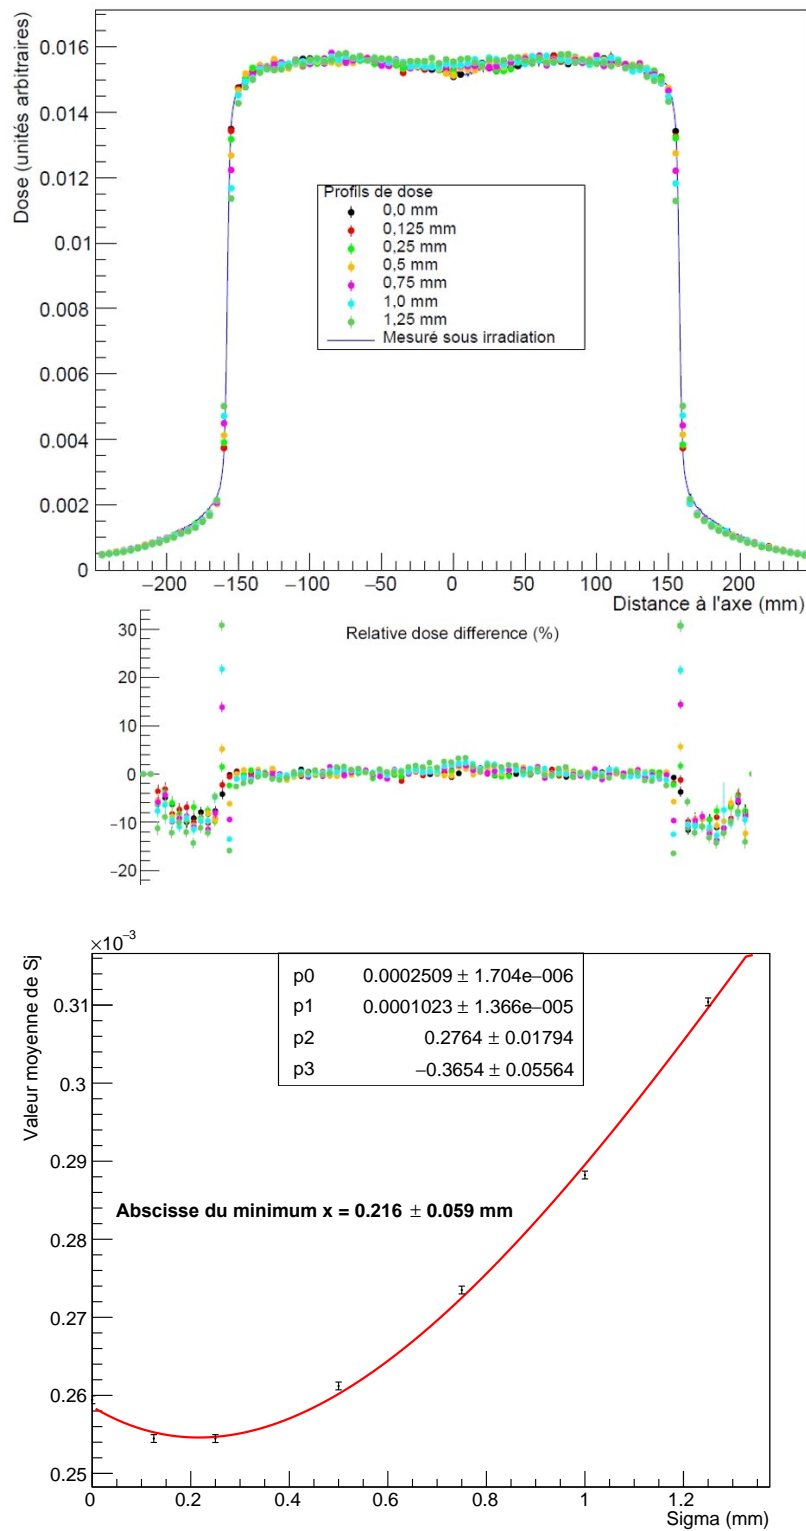 Dose (unités arbitraires)
0.016
0.014
0.012
0.01
0.008
0.006
0.004
0.002
0
Profils de dose
0,0 mm
0,125 mm
0,25 mm
0,5 mm
0,75 mm
1,0 mm
1,25 mm
Mesuré sous irradiation
−200 −150 −100 −50 0 50 100 150 200
Distance à l'axe (mm)
Relative dose difference (%)
30
20
10
0
−10
−20
×10−3
Valeur moyenne de Sj
p0 0.0002509 ± 1.704e−006
p1 0.0001023 ± 1.366e−005
p2 0.2764 ± 0.01794
p3 −0.3654 ± 0.05564
0.31
0.3
0.29
Abscisse du minimum x = 0.216 ± 0.059 mm
0.28
0.27
0.26
0.25
0 0.2 0.4 0.6 0.8 1 1.2
Sigma (mm)